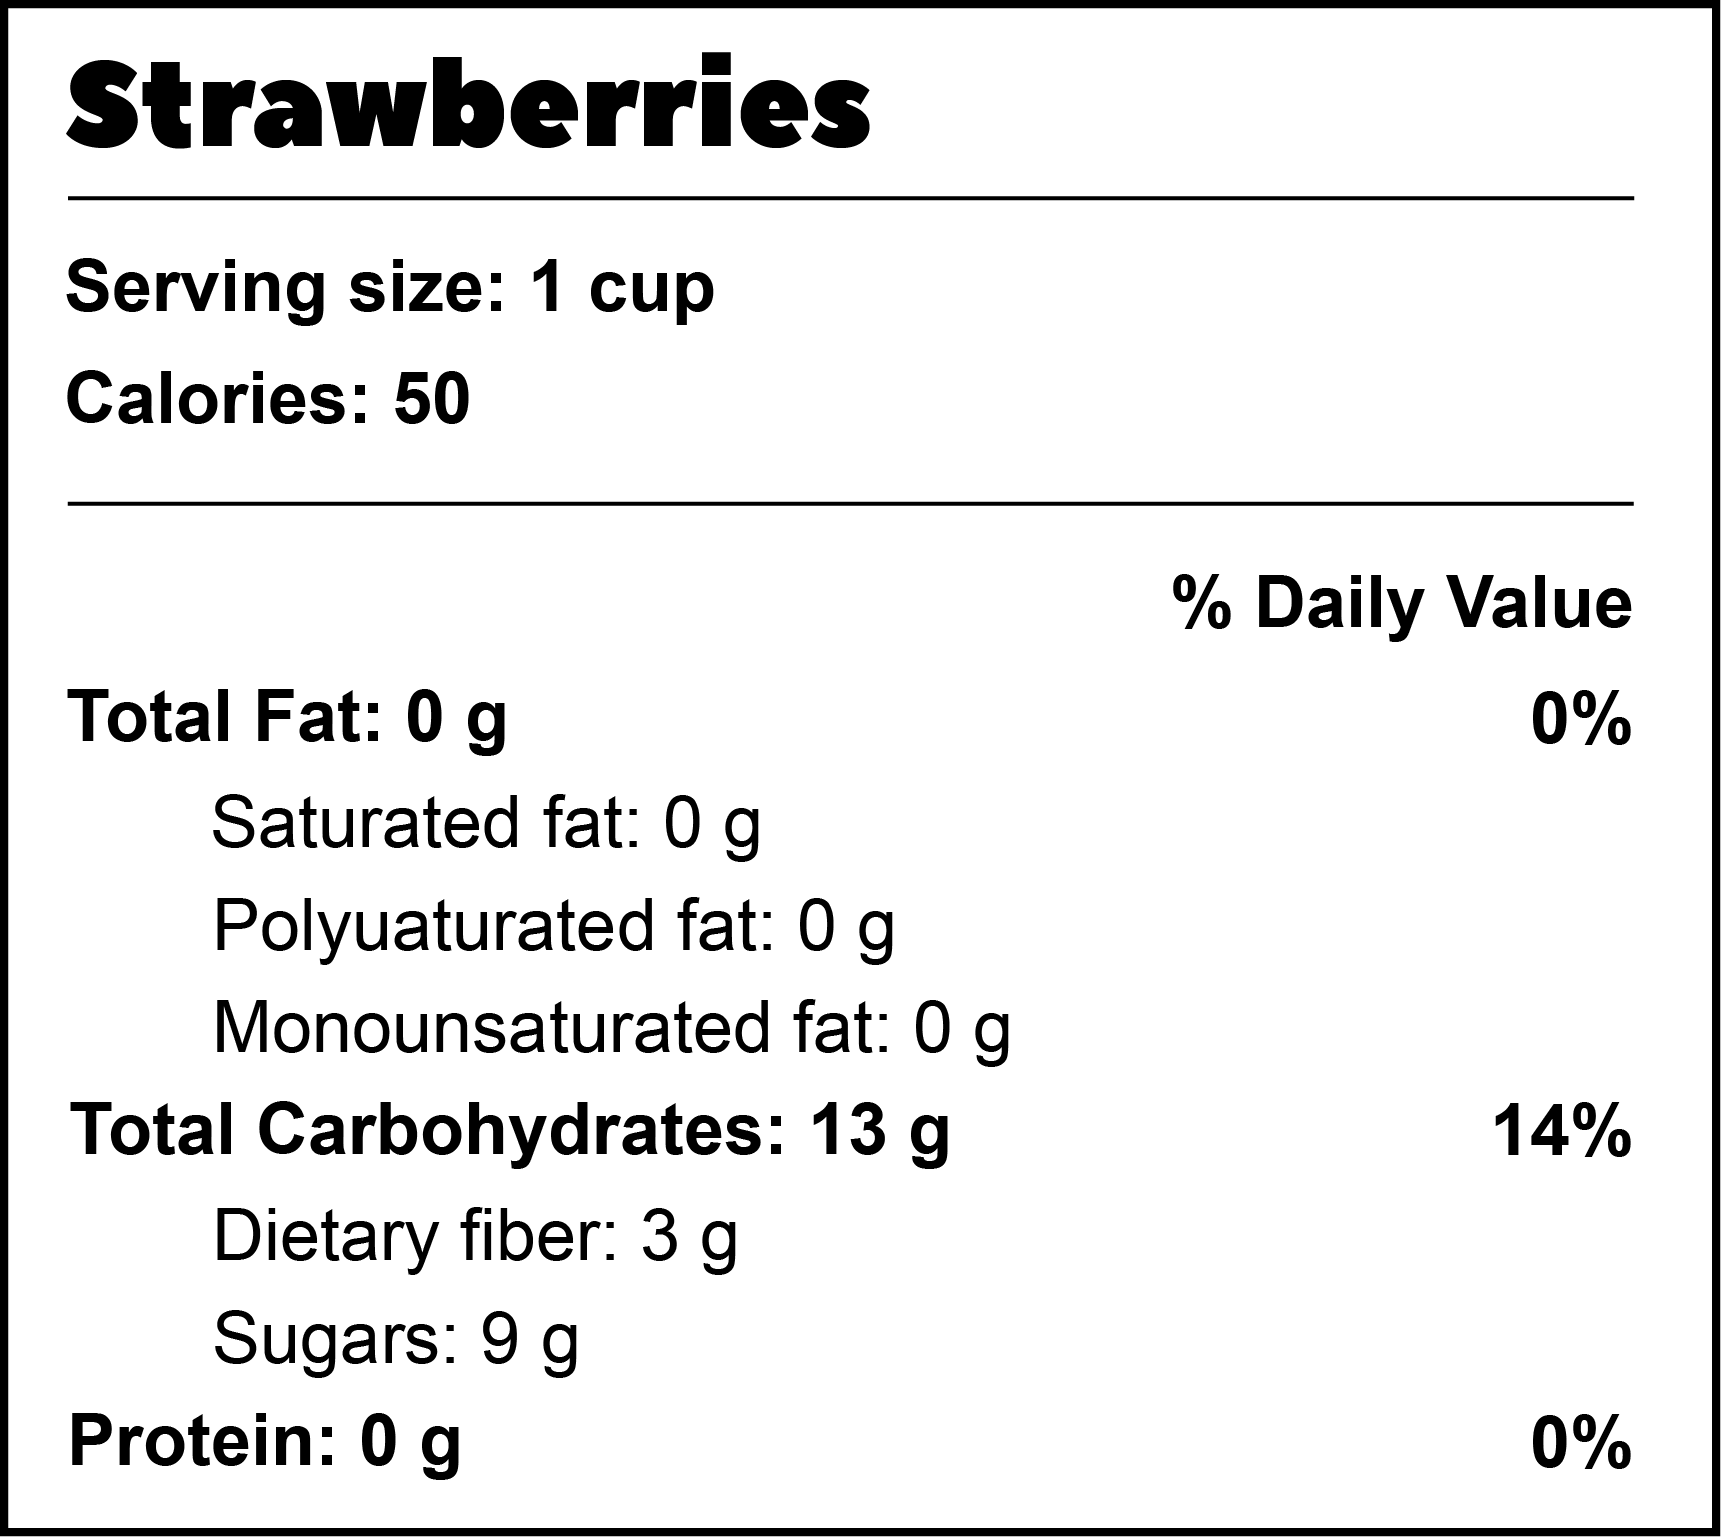 Strawberries
Serving size: 1 cup
Calories: 50
% Daily Value
Total Fat: 0 g 0%
Saturated fat: 0 g
Polyuaturated fat: 0 g
Monounsaturated fat: 0 g
Total Carbohydrates: 13 g 14%
Dietary fiber: 3 g
Sugars: 9 g
Protein: 0 g 0%